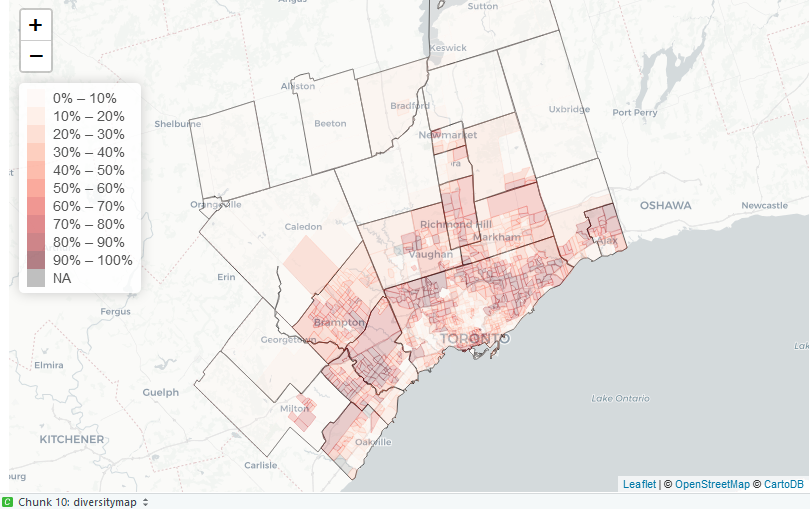 Angus
Sutton
+
−
Keswick
Alliston
Bradford
Uxbridge
Port Perry
Shelburne
Beeton
Newmarket
0% – 10%
10% – 20%
20% – 30%
30% – 40%
40% – 50%
50% – 60%
60% – 70%
70% – 80%
80% – 90%
90% – 100%
NA
ra
Orangeville
OSHAWA
Newcastle
Caledon
Richmond Hill
Markham
Ajax
Vaughan
Erin
Fergus
Brampton
Georgetown
TORONTO
Lak
Elmira
Guelph
Lake Ontario
Milton
KITCHENER
Oakville
Carlisle
urg
Leaflet | © OpenStreetMap © CartoDB
C Chunk 10: diversitymap